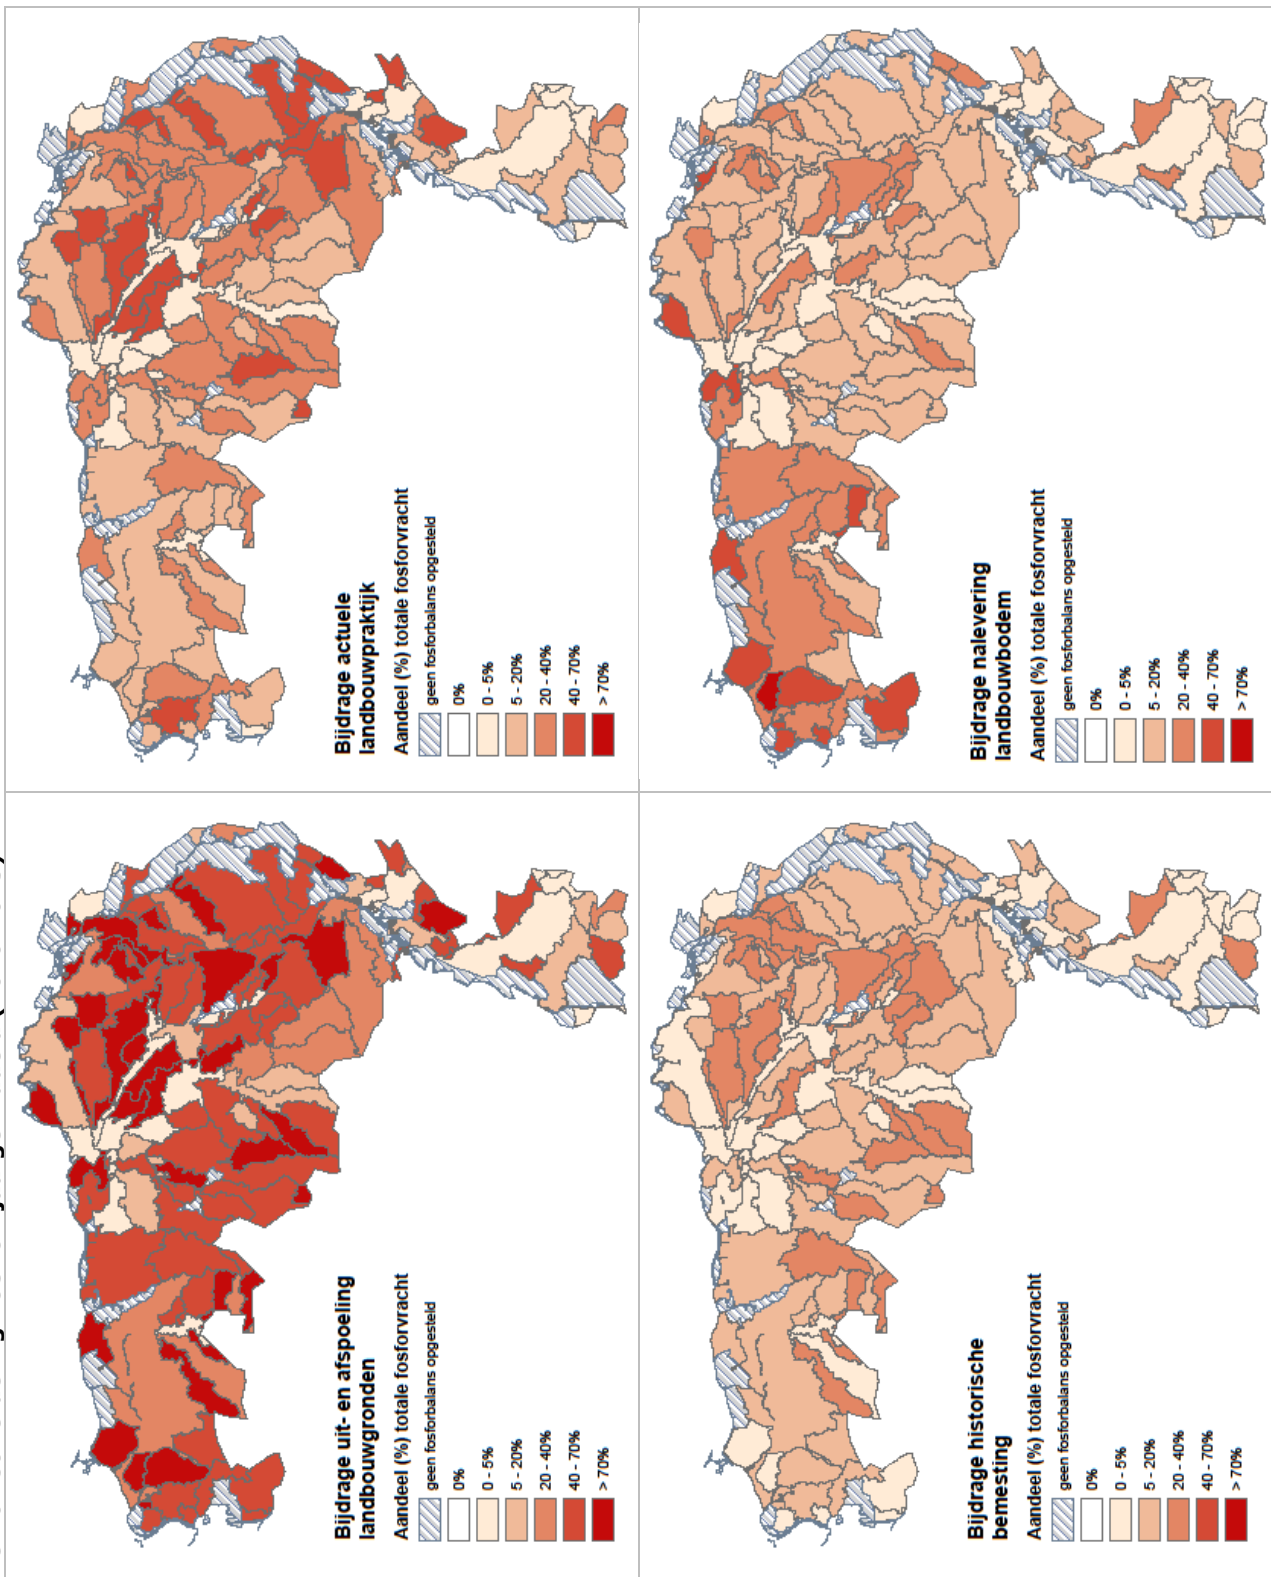 Bijdrage uit- en afspoeling
landbouwgronden
Aandeel (%) totale fosforvracht
geen fosforbalans opgesteld
0%
0 - 5%
5 - 20%
20 - 40%
40 - 70%
> 70%
Bijdrage actuele
landbouwpraktijk
Aandeel (%) totale fosforvracht
geen fosforbalans opgesteld
0%
0 - 5%
5 - 20%
20 - 40%
40 - 70%
> 70%
Bijdrage historische
bemesting
Aandeel (%) totale fosforvracht
geen fosforbalans opgesteld
0%
0 - 5%
5 - 20%
20 - 40%
40 - 70%
> 70%
Bijdrage nalevering
landbouwbodem
Aandeel (%) totale fosforvracht
geen fosforbalans opgesteld
0%
0 - 5%
5 - 20%
20 - 40%
40 - 70%
> 70%